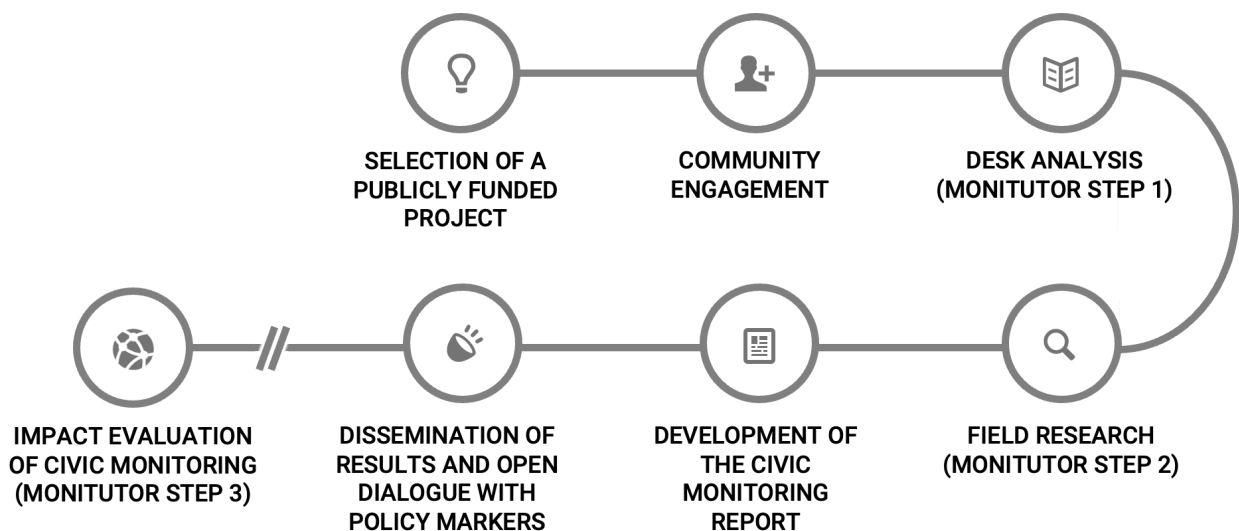 SELECTION OF A
PUBLICLY FUNDED
PROJECT
COMMUNITY
ENGAGEMENT
DESK ANALYSIS
(MONITUTOR STEP 1)
FIELD RESEARCH
(MONITUTOR STEP 2)
DEVELOPMENT OF
THE CIVIC
MONITORING
REPORT
DISSEMINATION OF
RESULTS AND OPEN
DIALOGUE WITH
POLICY MARKERS
IMPACT EVALUATION
OF CIVIC MONITORING
(MONITUTOR STEP 3)